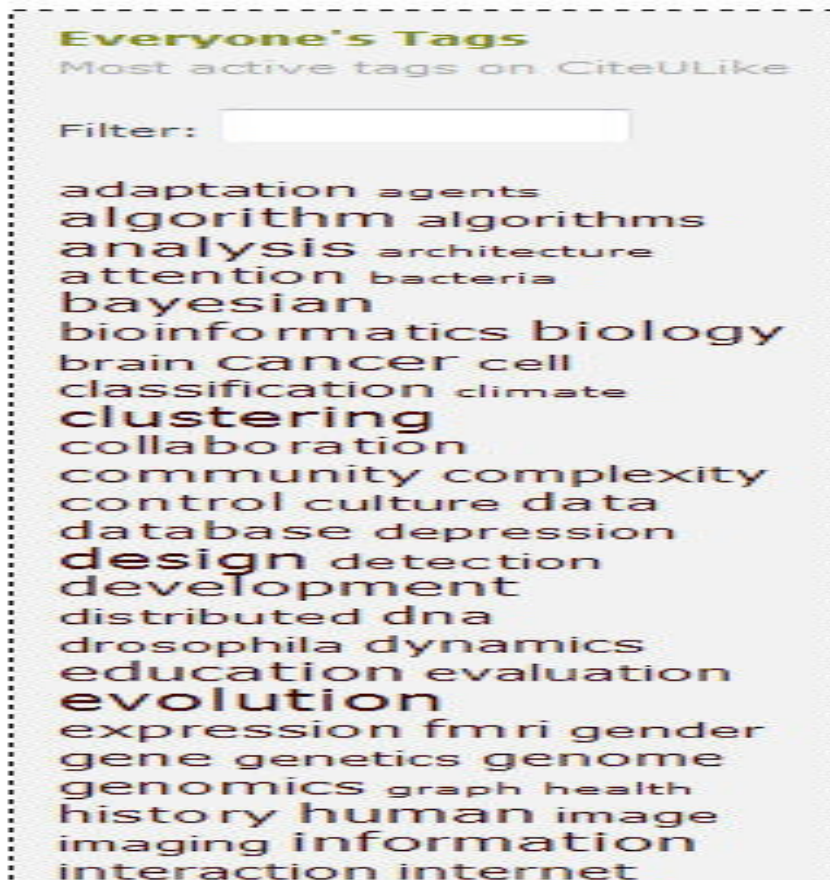 Everyone's Tags
Most active tags on CiteULike
Filter:
adaptation agents
algorithm algorithms
analysis architecture
attention bacteria
bayesian
bioinformatics biology
brain cancer cell
classification climate
clustering
collaboration
community complexity
control culture data
database depression
design detection
development
distributed dna
drosophila dynamics
education evaluation
evolution
expression fmri gender
gene genetics genome
genomics graph health
history human image
imaging information
interaction internet